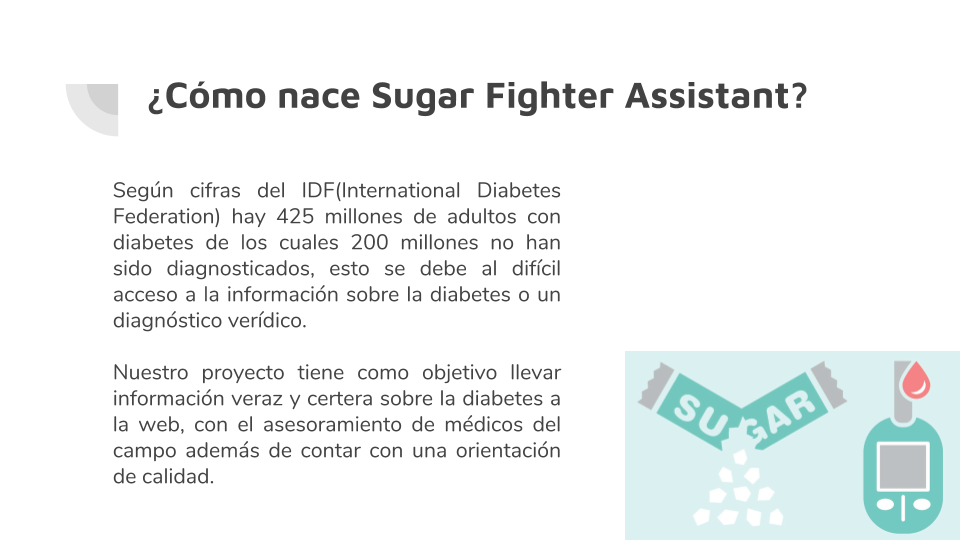 ¿Cómo nace Sugar Fighter Assistant?
Según cifras del IDF(International Diabetes
Federation) hay 425 millones de adultos con
diabetes de los cuales 200 millones no han
sido diagnosticados, esto se debe al difícil
acceso a la información sobre la diabetes o un
diagnóstico verídico.
Nuestro proyecto tiene como objetivo llevar
información veraz y certera sobre la diabetes a
la web, con el asesoramiento de médicos del
campo además de contar con una orientación
de calidad.
SUGAR